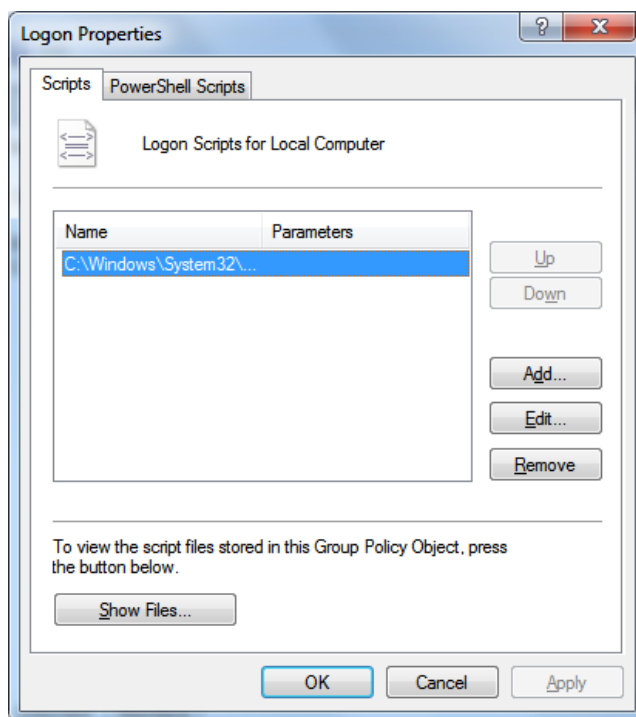 Logon Properties
Scripts
PowerShell Scripts
Logon Scripts for Local Computer
Name Parameters
C:\Windows\System32\...
Up
Down
Add...
Edit...
Remove
To view the script files stored in this Group Policy Object, press
the button below.
Show Files...
OK Cancel Apply